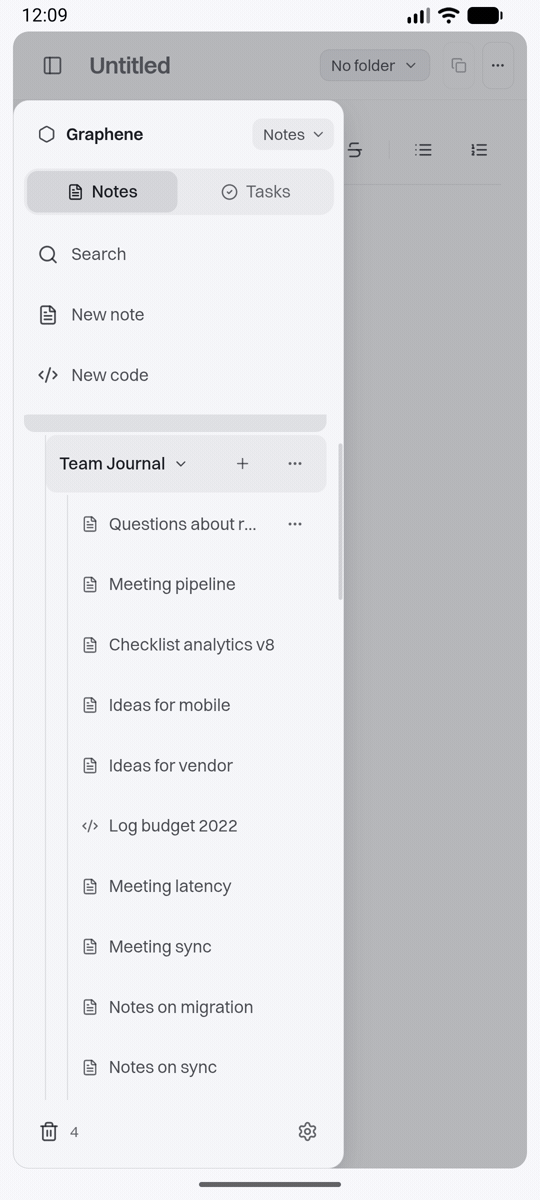 12:09
Untitled
No folder
Graphene
Notes
Notes
Tasks
Search
New note
New code
Team Journal
Questions about r...
Meeting pipeline
Checklist analytics v8
Ideas for mobile
Ideas for vendor
Log budget 2022
Meeting latency
Meeting sync
Notes on migration
Notes on sync
4